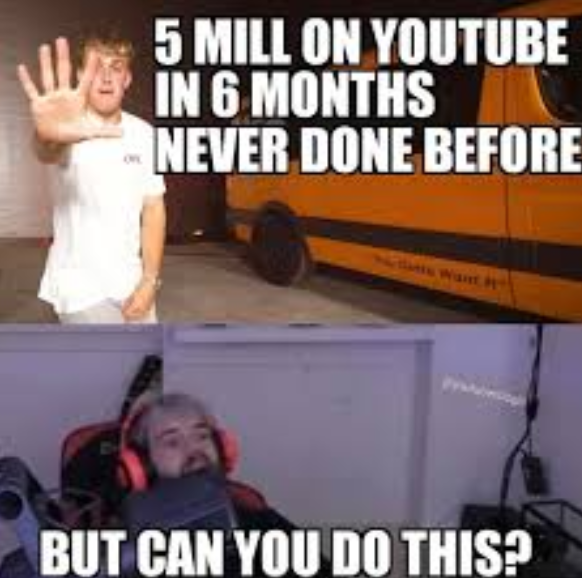 5 MILL ON YOUTUBE
IN 6 MONTHS
NEVER DONE BEFORE
BUT CAN YOU DO THIS?